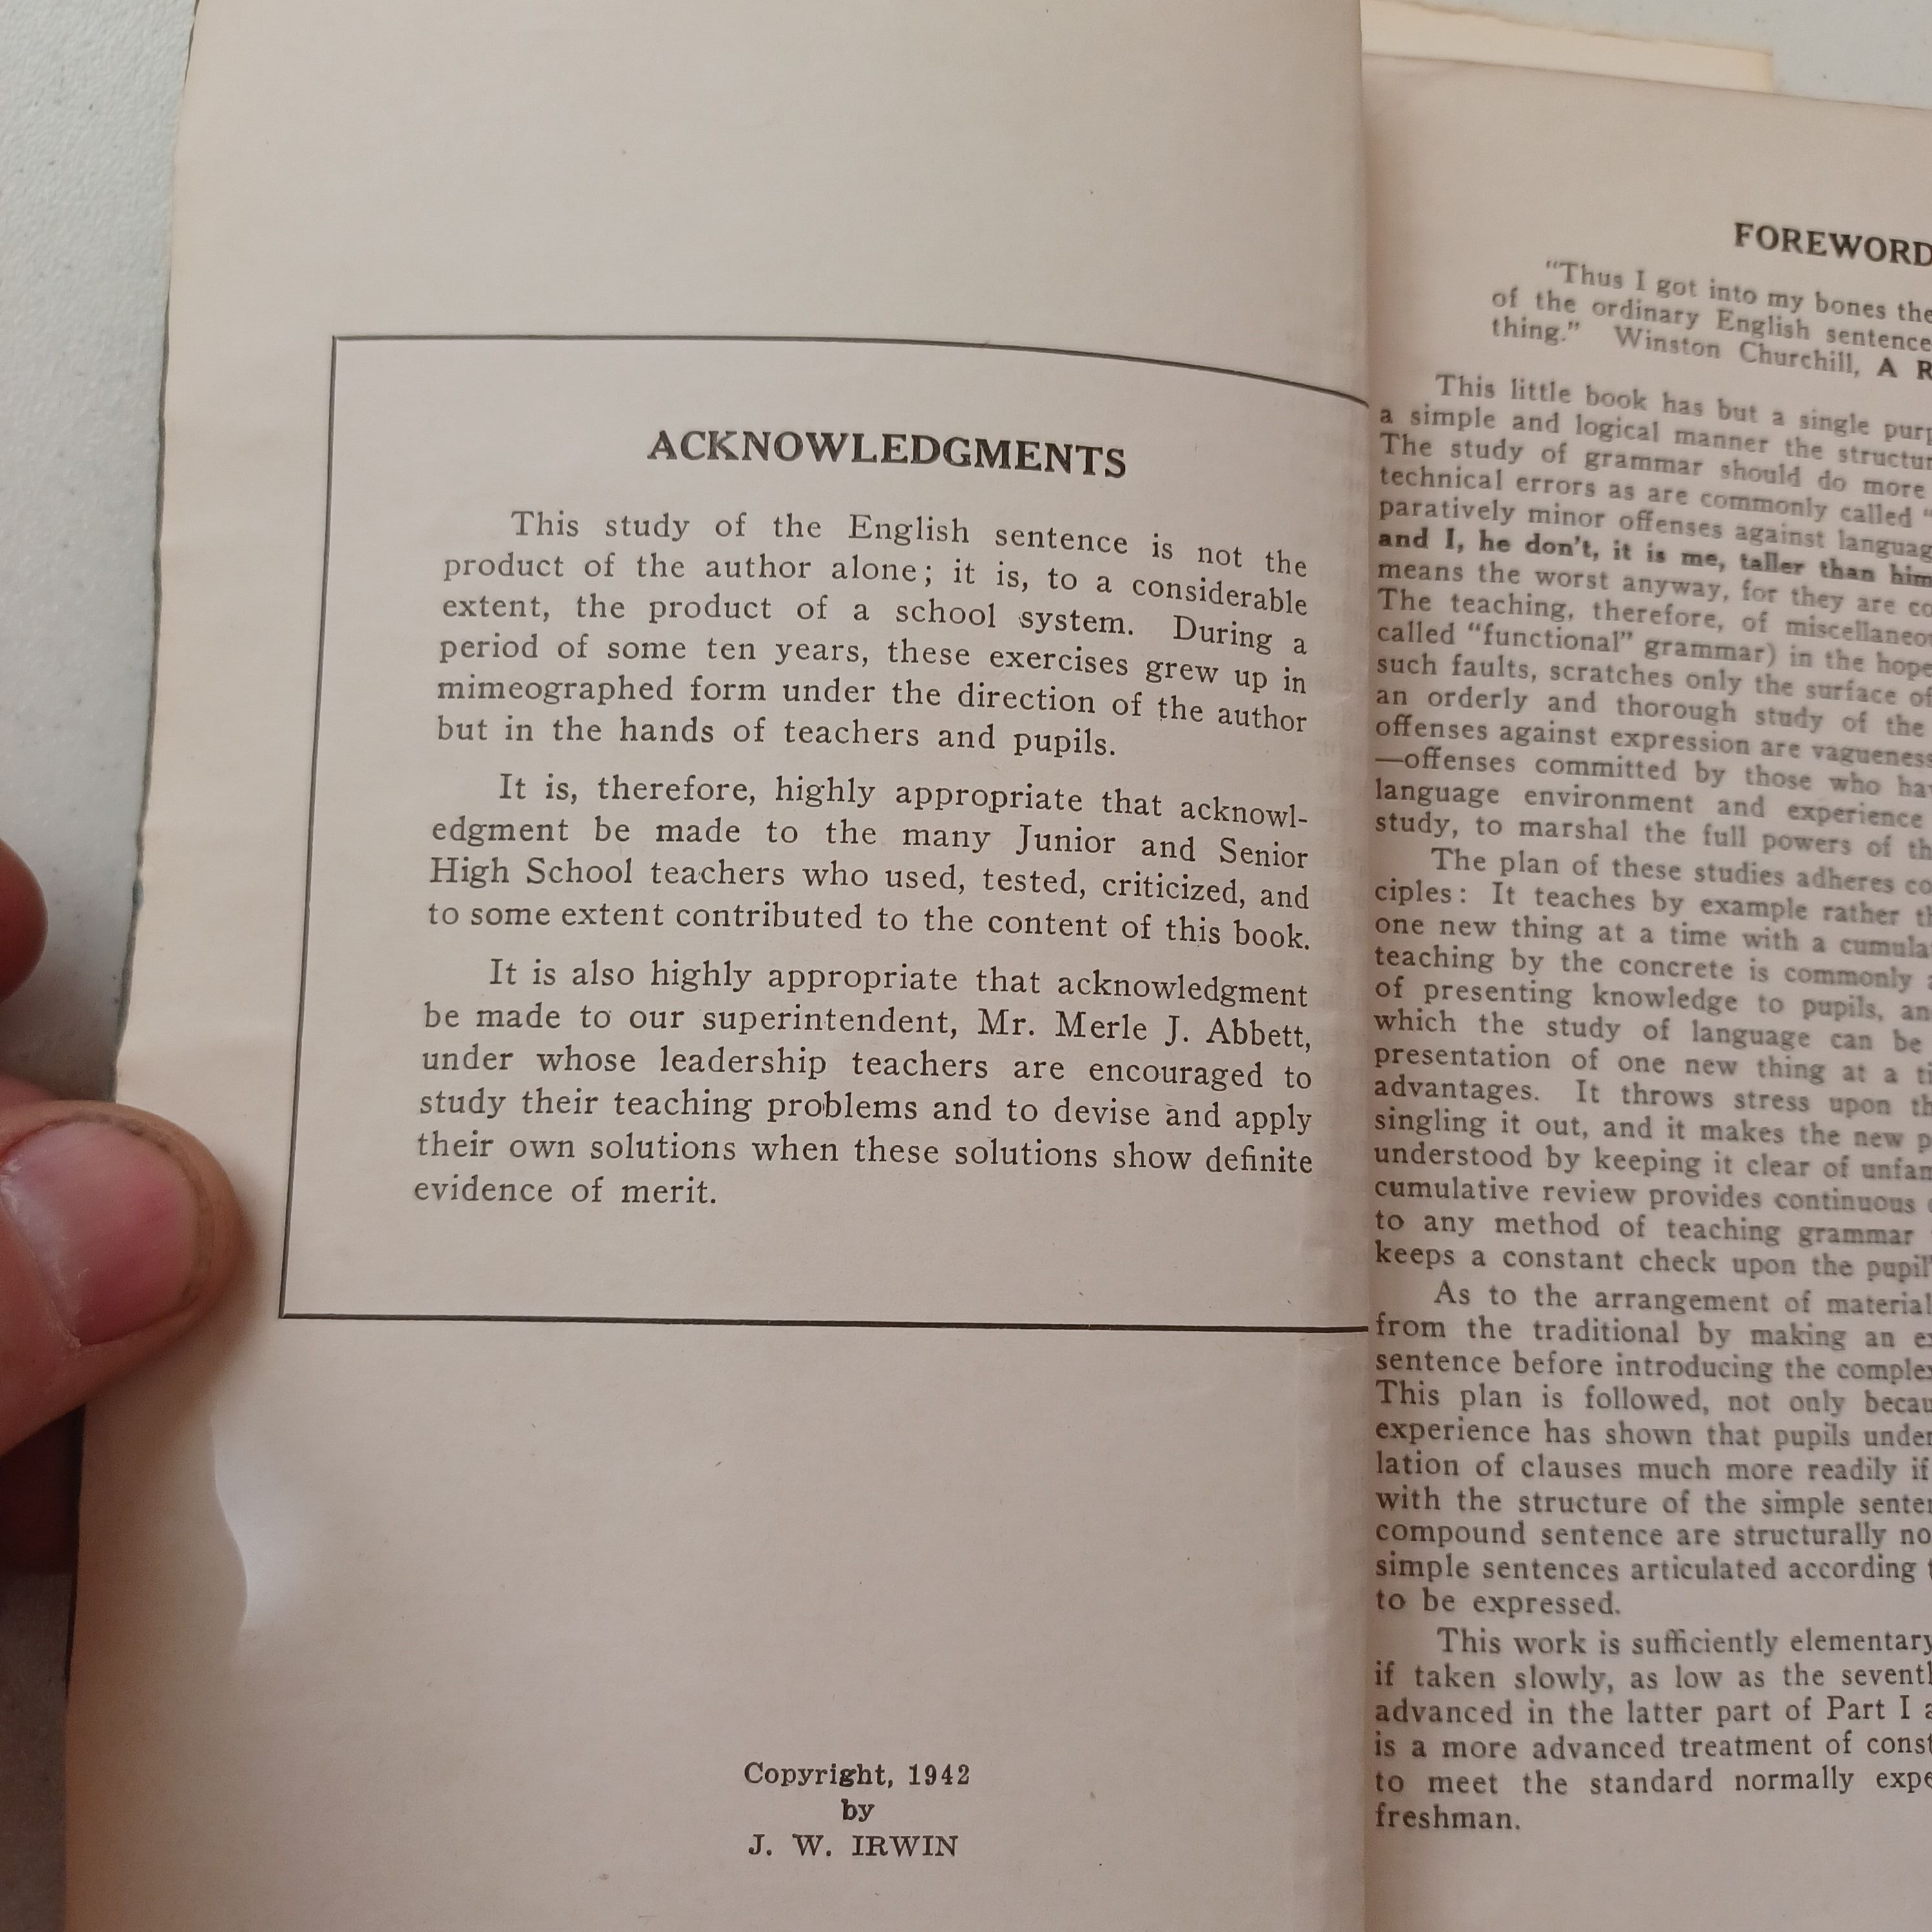 ACKNOWLEDGMENTS
This study of the English sentence is not the
product of the author alone; it is, to a considerable
extent, the product of a school system. During a
period of some ten years, these exercises grew up in
mimeographed form under the direction of the author
but in the hands of teachers and pupils.
It is, therefore, highly appropriate that acknowl-
edgment be made to the many Junior and Senior
High School teachers who used, tested, criticized, and
to some extent contributed to the content of this book.
It is also highly appropriate that acknowledgment
be made to our superintendent, Mr. Merle J. Abbett,
under whose leadership teachers are encouraged to
study their teaching problems and to devise and apply
their own solutions when these solutions show definite
evidence of merit.
Copyright, 1942
by
J. W. IRWIN
FOREWORD
"Thus I got into my bones the
of the ordinary English sentence
thing." Winston Churchill, A
This little book has but a single
a simple and logical manner the
The study of grammar should do more
technical errors as are commonly called
paratively minor offenses against
and I, he don't, it is me, taller than him
means the worst anyway, for they are
The teaching, therefore, of
called "functional" grammar) in the hope
such faults, scratches only the surface of
an orderly and thorough study of the
offenses against expression are vagueness
—offenses committed by those who
language environment and experience
study, to marshal the full powers of
The plan of these studies adheres
ciples: It teaches by example rather
one new thing at a time with a
teaching by the concrete is commonly
of presenting knowledge to pupils,
which the study of language can be
presentation of one new thing at a
advantages. It throws stress upon
singling it out, and it makes the new
understood by keeping it clear of
cumulative review provides continuous
to any method of teaching grammar
keeps a constant check upon the
As to the arrangement of material
from the traditional by making an
sentence before introducing the
This plan is followed, not only
experience has shown that pupils
lation of clauses much more readily if
with the structure of the simple
compound sentence are structurally
simple sentences articulated according
to be expressed.
This work is sufficiently elementary
if taken slowly, as low as the
advanced in the latter part of Part I
is a more advanced treatment of
to meet the standard normally
freshman.